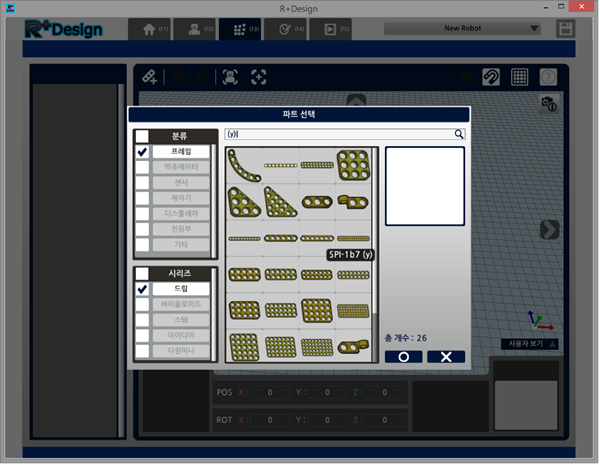 R+Design
R+Design
(F1)
(F2)
(F3)
(F4)
(F5)
New Robot
파트 선택
분류
프레임
액츄에이터
센서
제어기
디스플레이
전원부
기타
시리즈
드림
바이올로이드
스템
아이디어
다윈미니
(y)
SPI-1b7 (y)
총 개수 : 26
사용자 보기
POS X : 0 Y : 0 Z : 0
ROT X : 0 Y : 0 Z : 0